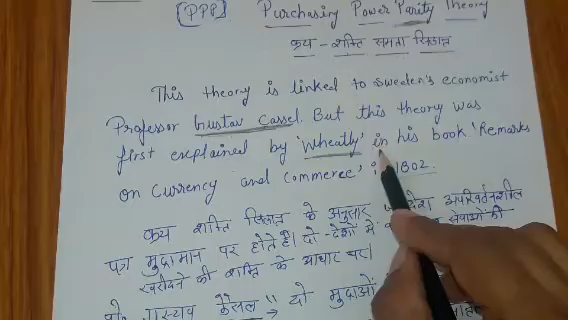 [PPP] Purchasing Power Parity Theory
क्रय - शक्ति समता सिद्धान्त
This theory is linked to Sweden's economist
Professor Gustav Cassel. But this theory was
first explained by 'Wheatly' in his book 'Remarks
on Currency and Commerce' 1802.
क्रय शक्ति सिद्धान्त के अनुसार देश अपरिवर्तनशील
पत्र मुद्रामान पर होते हैं। दो देशों में सेवाओं की
खरीदने की शक्ति के आधार पर।
कैसल" दो मुद्राओं